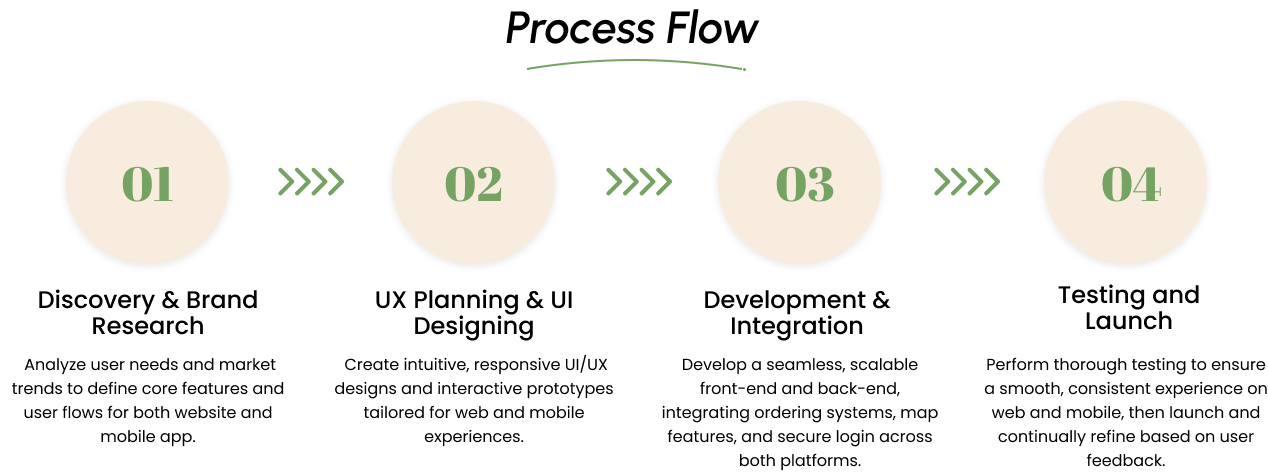 Process Flow
01
02
03
04
Discovery & Brand
Research
Analyze user needs and market
trends to define core features and
user flows for both website and
mobile app.
UX Planning & UI
Designing
Create intuitive, responsive UI/UX
designs and interactive prototypes
tailored for web and mobile
experiences.
Development &
Integration
Develop a seamless, scalable
front-end and back-end,
integrating ordering systems, map
features, and secure login across
both platforms.
Testing and
Launch
Perform thorough testing to ensure
a smooth, consistent experience on
web and mobile, then launch and
continually refine based on user
feedback.